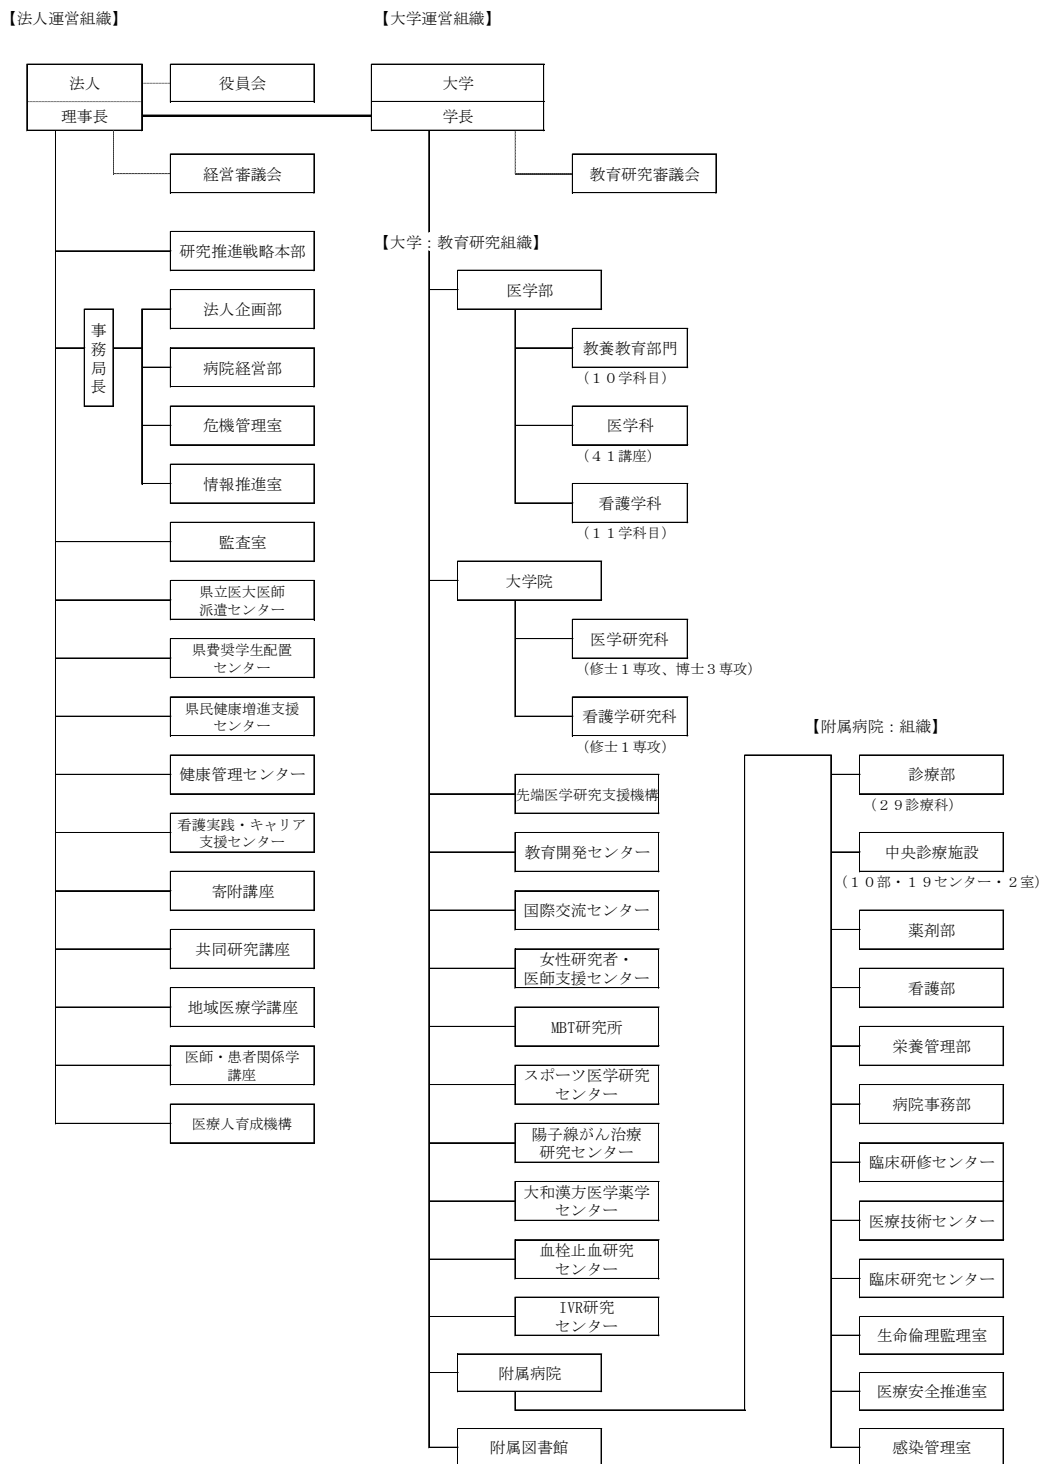 【法人運営組織】
法人
理事長
役員会
経営審議会
研究推進戦略本部
事務局長
法人企画部
病院経営部
危機管理室
情報推進室
監査室
県立医大医師
派遣センター
県費奨学生配置
センター
県民健康増進支援
センター
健康管理センター
看護実践・キャリア
支援センター
寄附講座
共同研究講座
地域医療学講座
医師・患者関係学
講座
医療人育成機構
【大学運営組織】
大学
学長
教育研究審議会
【大学：教育研究組織】
医学部
教養教育部門
（１０学科目）
医学科
（４１講座）
看護学科
（１１学科目）
大学院
医学研究科
（修士１専攻、博士３専攻）
看護学研究科
（修士１専攻）
先端医学研究支援機構
教育開発センター
国際交流センター
女性研究者・
医師支援センター
MBT研究所
スポーツ医学研究
センター
陽子線がん治療
研究センター
大和漢方医学薬学
センター
血栓止血研究
センター
IVR研究
センター
附属病院
附属図書館
【附属病院：組織】
診療部
（２９診療科）
中央診療施設
（１０部・１９センター・２室）
薬剤部
看護部
栄養管理部
病院事務部
臨床研修センター
医療技術センター
臨床研究センター
生命倫理監理室
医療安全推進室
感染管理室